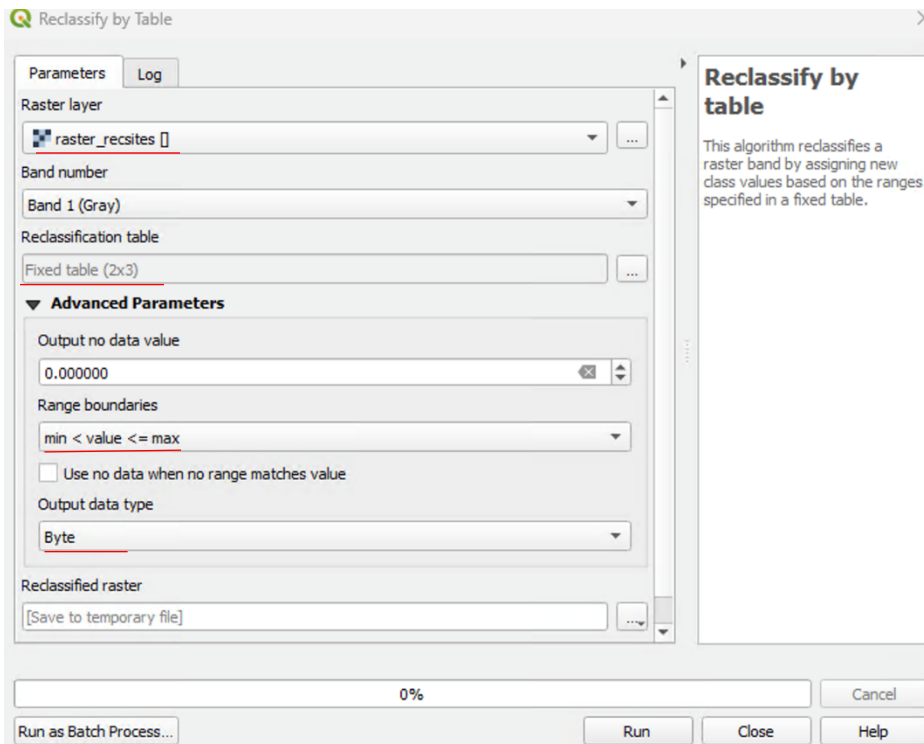 Reclassify by Table
Parameters
Log
Raster layer
raster_recsites []
...
Band number
Band 1 (Gray)
Reclassification table
Fixed table (2x3)
...
Advanced Parameters
Output no data value
0.000000
Range boundaries
min < value <= max
Use no data when no range matches value
Output data type
Byte
Reclassified raster
[Save to temporary file]
...
Reclassify by
table
This algorithm reclassifies a
raster band by assigning new
class values based on the ranges
specified in a fixed table.
0%
Cancel
Run as Batch Process...
Run
Close
Help